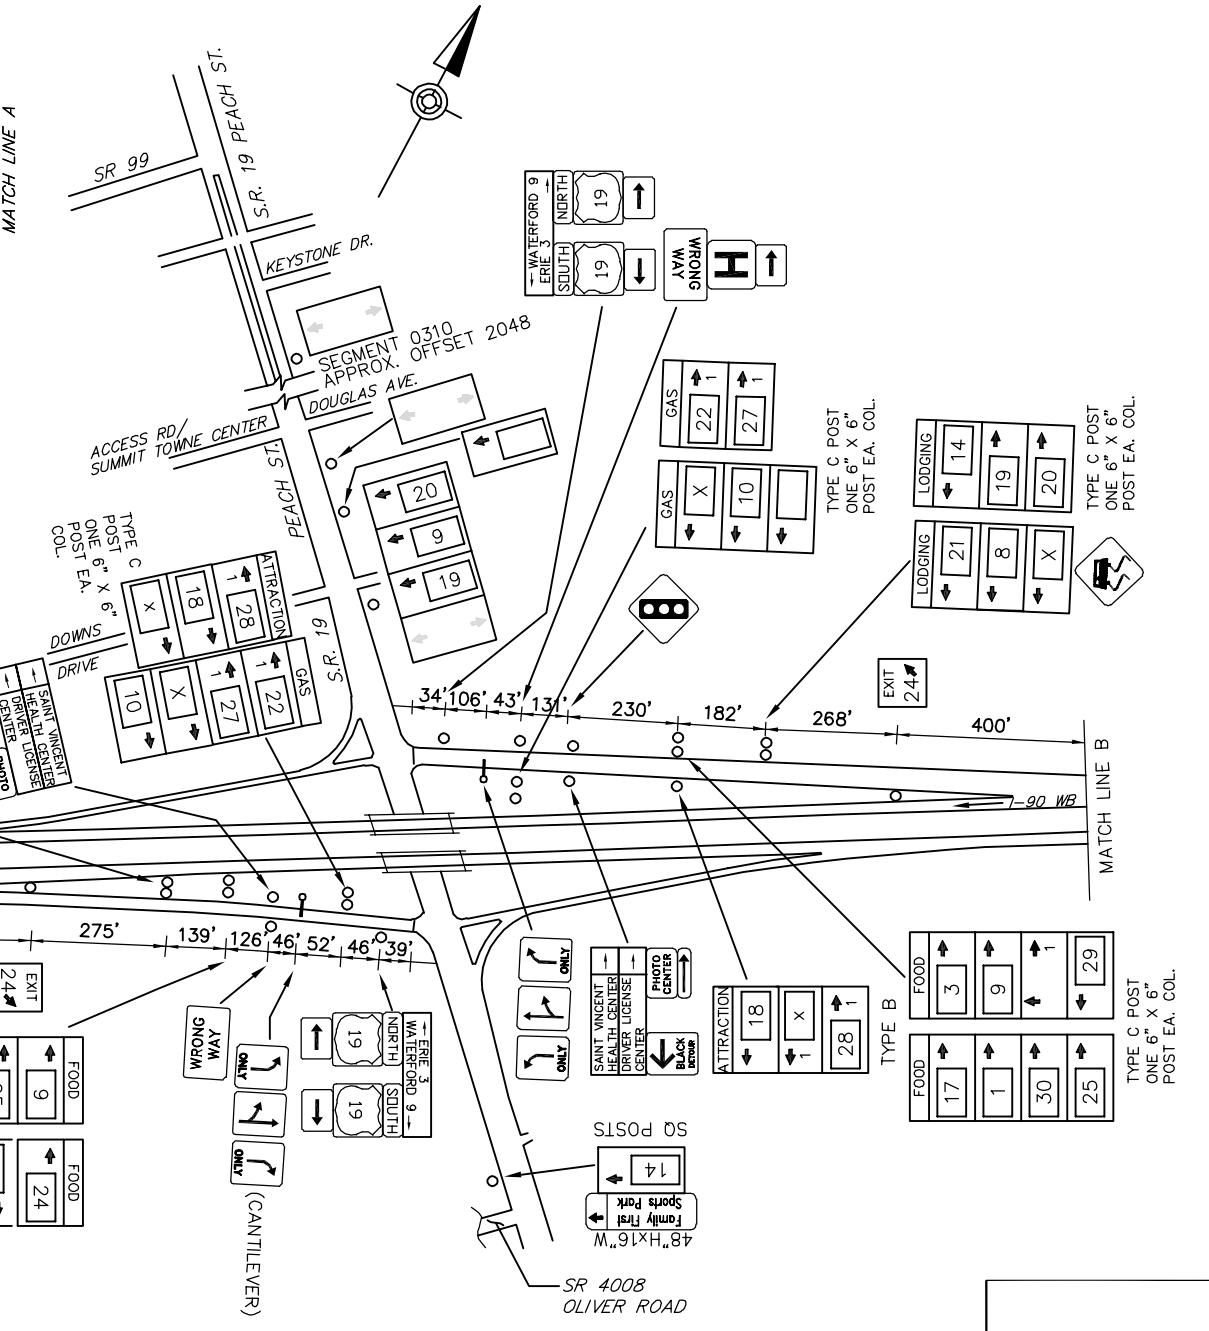 MATCH LINE A
SR 99
S.R. 19 PEACH ST.
KEYSTONE DR.
SEGMENT 0310
APPROX. OFFSET 2048
DOUGLAS AVE.
ACCESS RD/
SUMMIT TOWNE CENTER
PEACH ST.
S.R. 19
← WATERFORD 9
ERIE 3 →
NORTH
19
SOUTH
19
WRONG
WAY
H
GAS
22
1
27
1
GAS
X
10
TYPE C POST
ONE 6" X 6"
POST EA. COL.
LODGING
14
19
20
LODGING
21
8
X
TYPE C POST
ONE 6" X 6"
POST EA. COL.
20
9
19
TYPE C
POST
ONE 6" X 6"
POST EA.
COL.
ATTRACTION
1
28
18
X
GAS
1
22
1
27
X
10
DOWNS
DRIVE
SAINT VINCENT
HEALTH CENTER
DRIVER LICENSE
CENTER
PHOTO
EXIT
24
34'
106'
43'
131'
230'
182'
268'
400'
I-90 WB
MATCH LINE B
275'
139'
126'
46'
52'
46'
39'
EXIT
24
WRONG
WAY
ONLY
ONLY
(CANTILEVER)
NORTH
19
SOUTH
19
← ERIE 3
WATERFORD 9 →
FOOD
9
FOOD
24
ONLY
ONLY
SAINT VINCENT
HEALTH CENTER
DRIVER LICENSE
CENTER
PHOTO
CENTER
BLACK
DETOUR
ATTRACTION
18
X
1
28
1
TYPE B
FOOD
3
9
1
29
FOOD
17
1
30
25
TYPE C POST
ONE 6" X 6"
POST EA. COL.
SQ POSTS
14
Family First
Sports Park
48"Hx16"W
SR 4008
OLIVER ROAD